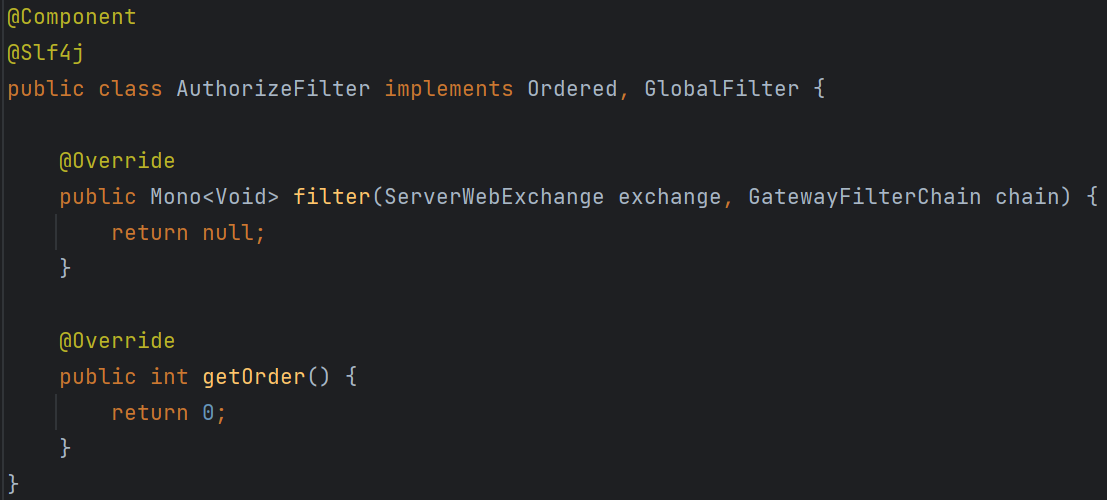 @Component
@Slf4j
public class AuthorizeFilter implements Ordered, GlobalFilter {
@Override
public Mono<Void> filter(ServerWebExchange exchange, GatewayFilterChain chain) {
return null;
}
@Override
public int getOrder() {
return 0;
}
}